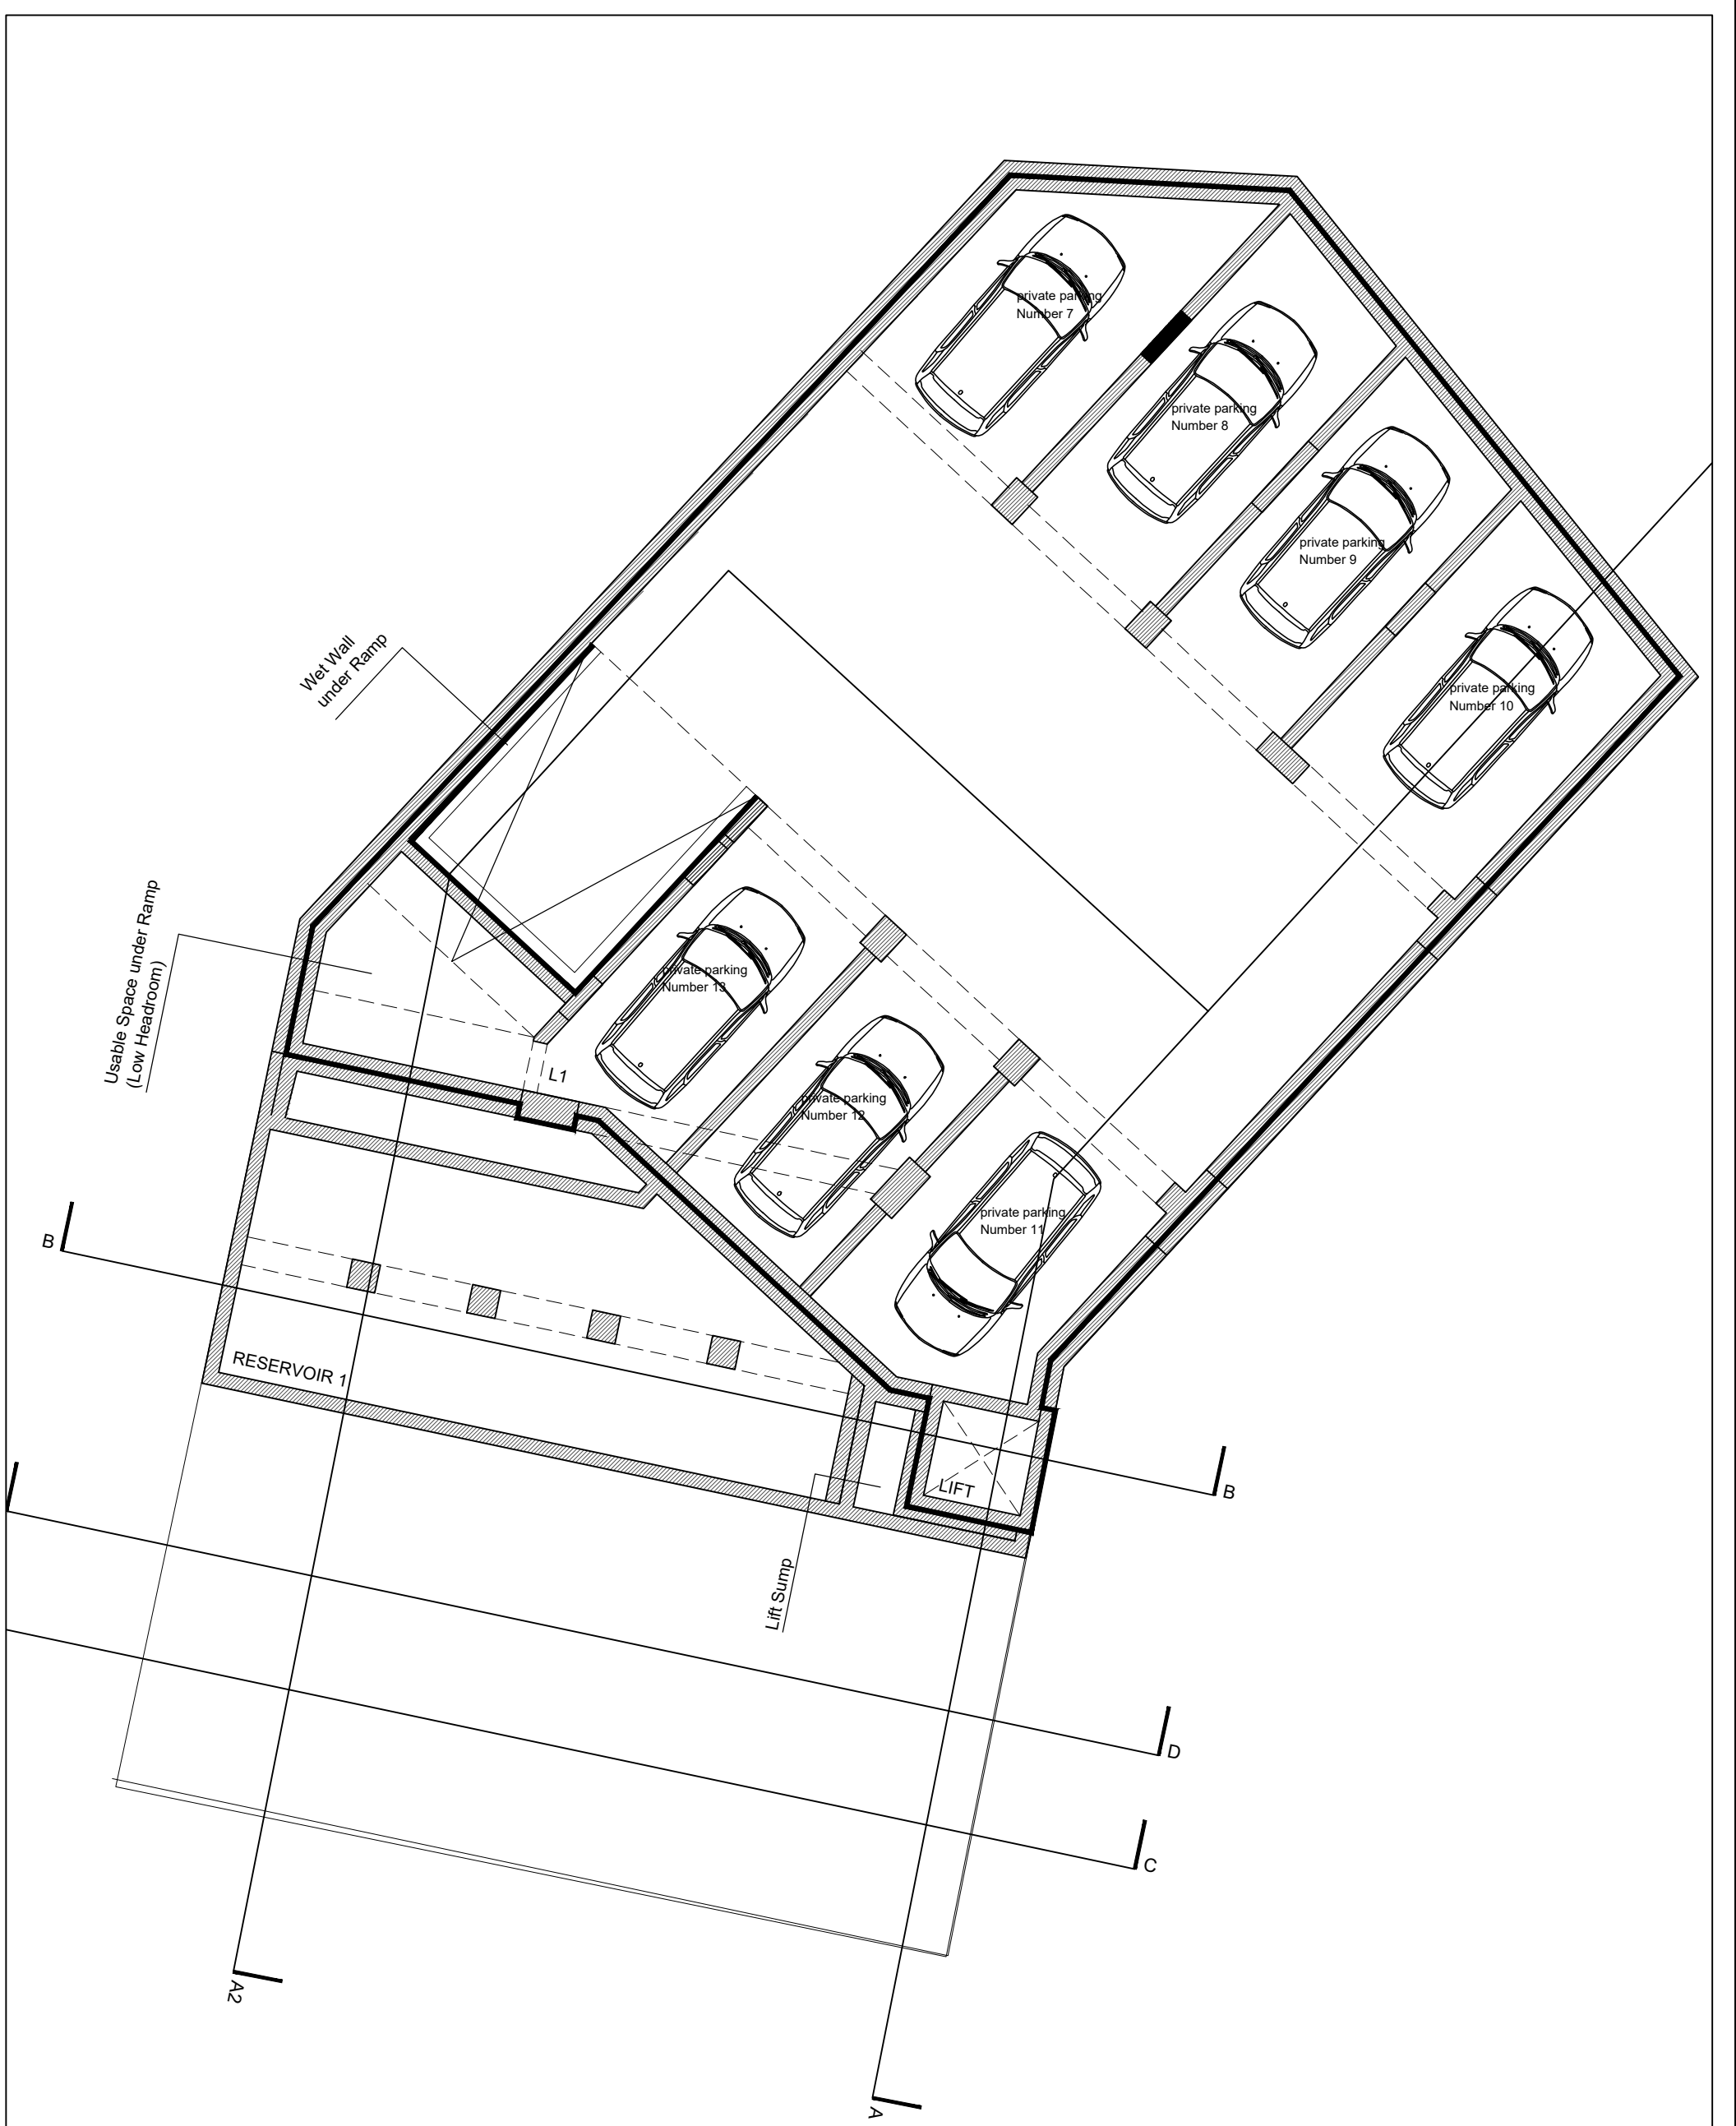 private parking
Number 7
private parking
Number 8
private parking
Number 9
Wet Wall
under Ramp
private parking
Number 10
Usable Space under Ramp
(Low Headroom)
private parking
Number 13
L1
private parking
Number 12
private parking
Number 11
B
RESERVOIR 1
LIFT
B
Lift Sump
D
C
A2
A